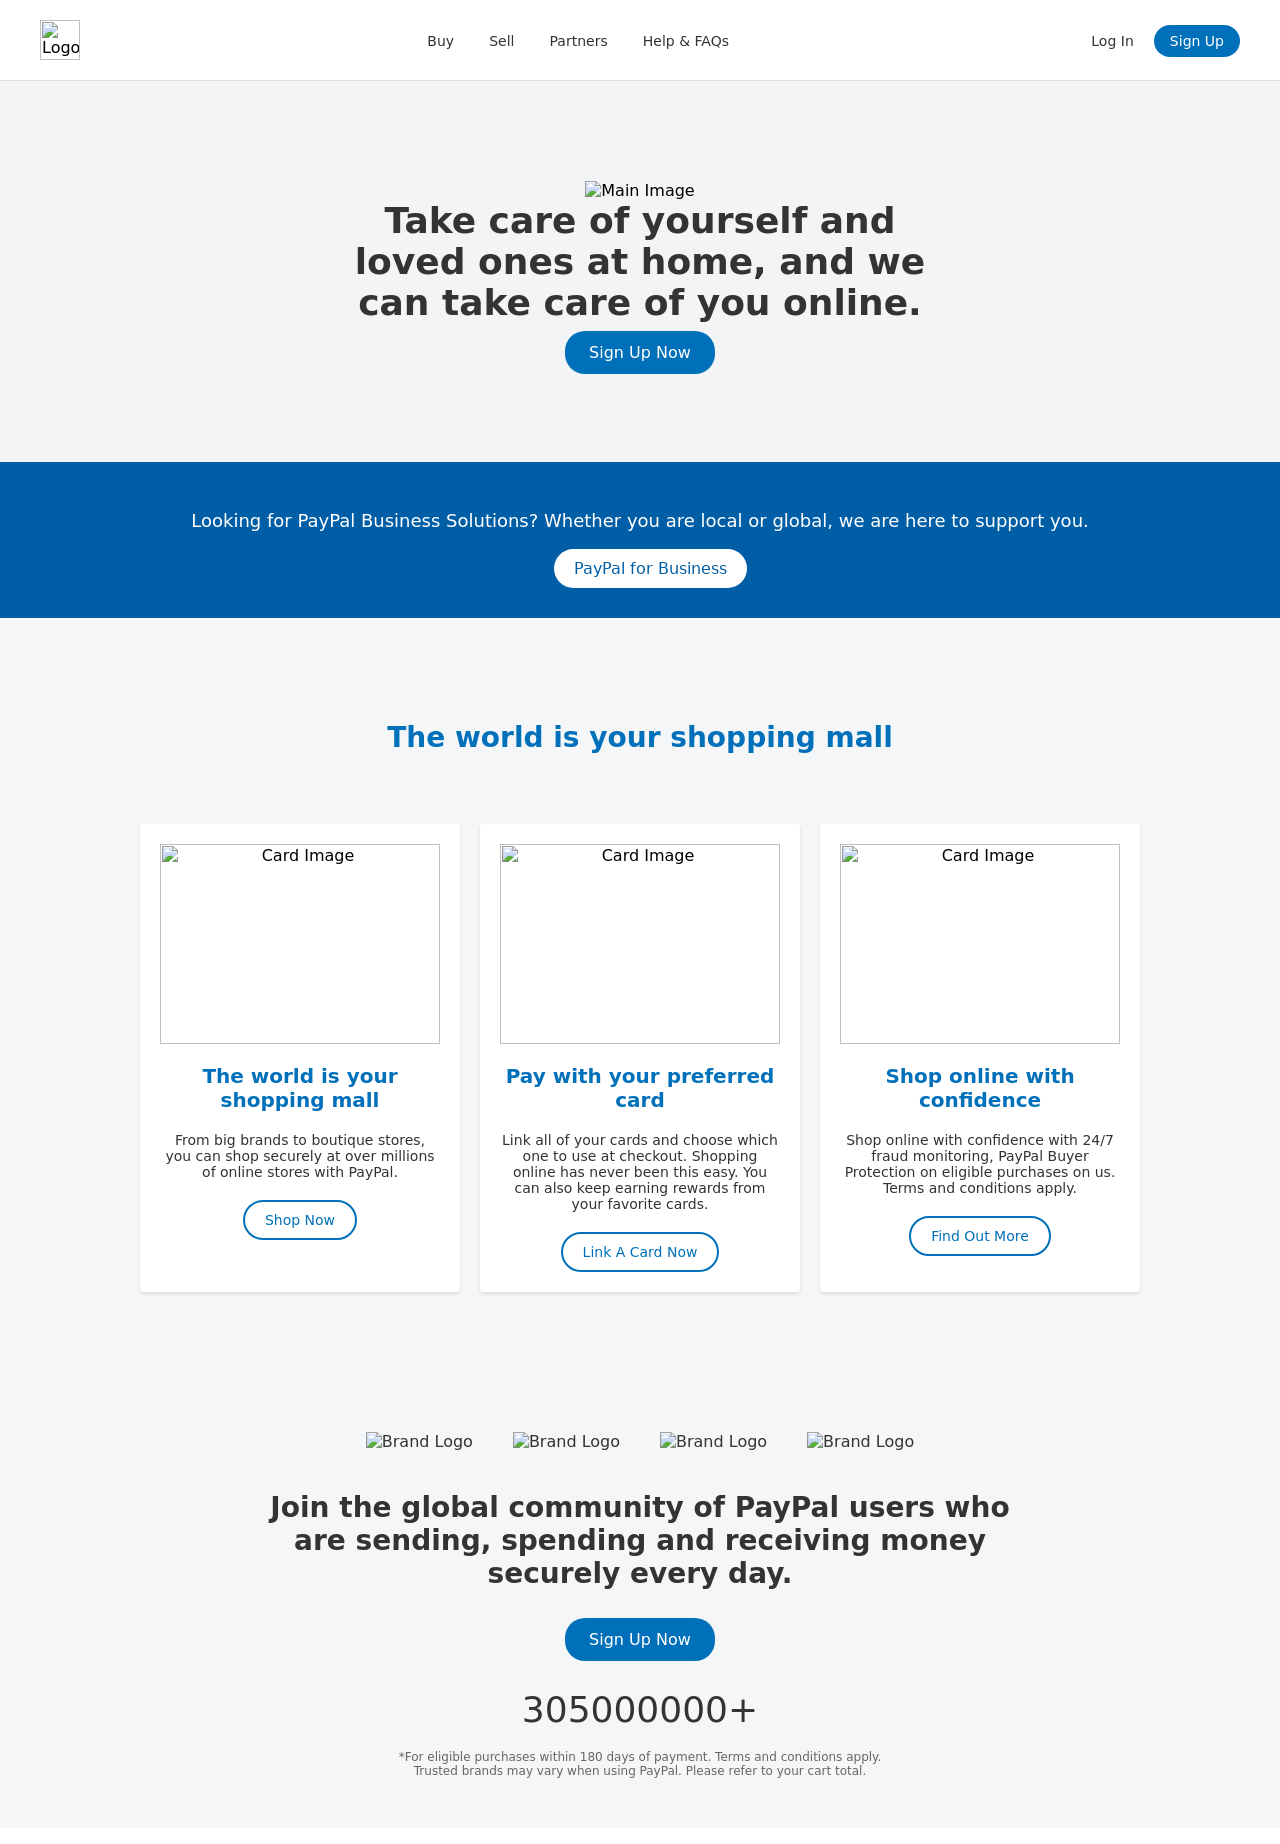 Logo
Buy
Sell
Partners
Help & FAQs
Log In
Sign Up
Main Image
Take care of yourself and
loved ones at home, and we
can take care of you online.
Sign Up Now
Looking for PayPal Business Solutions? Whether you are local or global, we are here to support you.
PayPal for Business
The world is your shopping mall
Card Image
The world is your
shopping mall
From big brands to boutique stores,
you can shop securely at over millions
of online stores with PayPal.
Shop Now
Card Image
Pay with your preferred
card
Link all of your cards and choose which
one to use at checkout. Shopping
online has never been this easy. You
can also keep earning rewards from
your favorite cards.
Link A Card Now
Card Image
Shop online with
confidence
Shop online with confidence with 24/7
fraud monitoring, PayPal Buyer
Protection on eligible purchases on us.
Terms and conditions apply.
Find Out More
Brand Logo
Brand Logo
Brand Logo
Brand Logo
Join the global community of PayPal users who
are sending, spending and receiving money
securely every day.
Sign Up Now
305000000+
*For eligible purchases within 180 days of payment. Terms and conditions apply.
Trusted brands may vary when using PayPal. Please refer to your cart total.